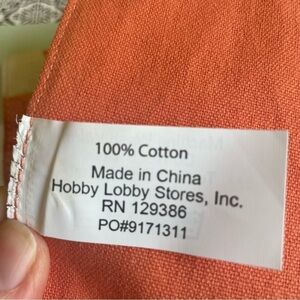 100% Cotton
Made in China
Hobby Lobby Stores, Inc.
RN 129386
PO#9171311